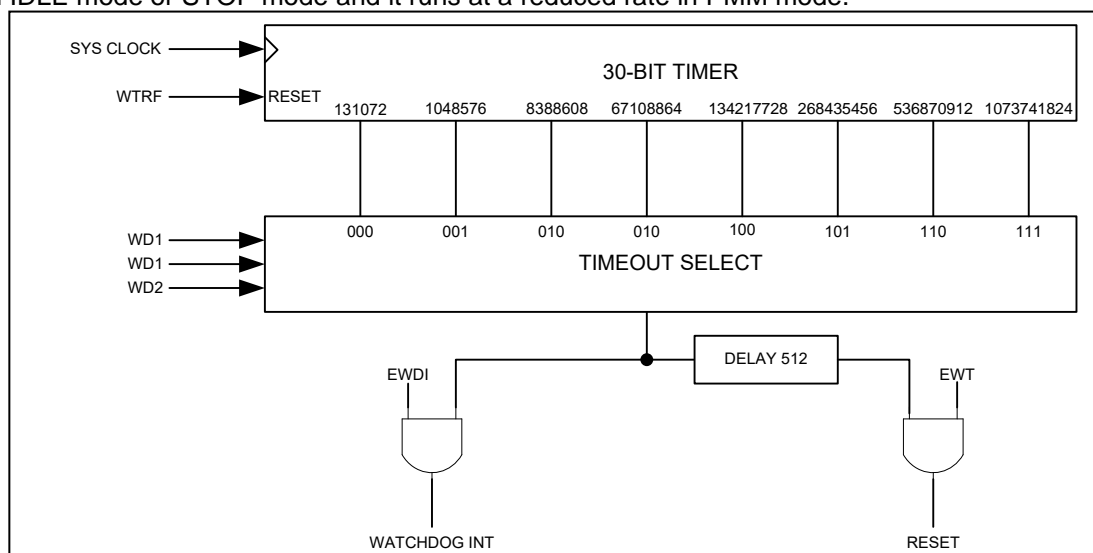 IDLE mode or STOP mode and it runs at a reduced rate in PMM mode.
SYS CLOCK
30-BIT TIMER
WTRF
RESET
131072 1048576 8388608 67108864 134217728 268435456 536870912 1073741824
000 001 010 010 100 101 110 111
WD1
WD1
WD2
TIMEOUT SELECT
DELAY 512
EWDI
EWT
WATCHDOG INT
RESET